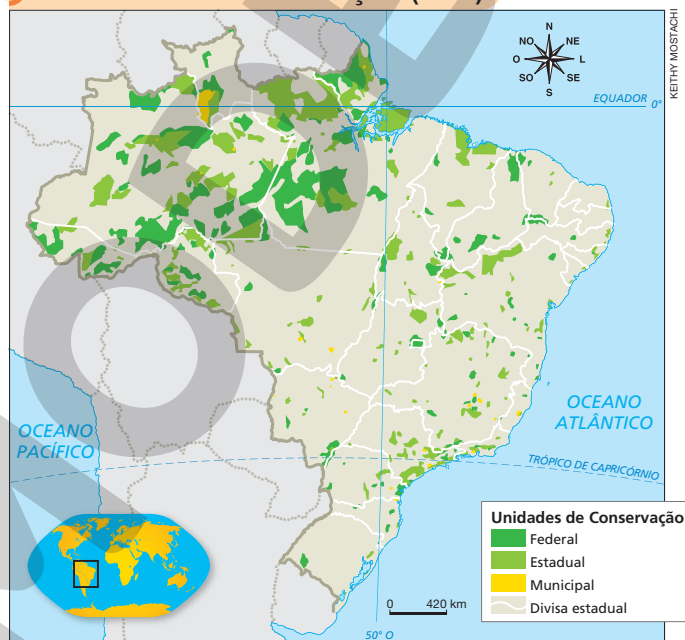 KEITHY MOSTACHI
N
NO
NE
O
L
SO
SE
S
EQUADOR
0°
OCEANO
PACÍFICO
OCEANO
ATLÂNTICO
TRÓPICO DE CAPRICÓRNIO
Unidades de Conservação
Federal
Estadual
Municipal
Divisa estadual
0 420 km
50° O